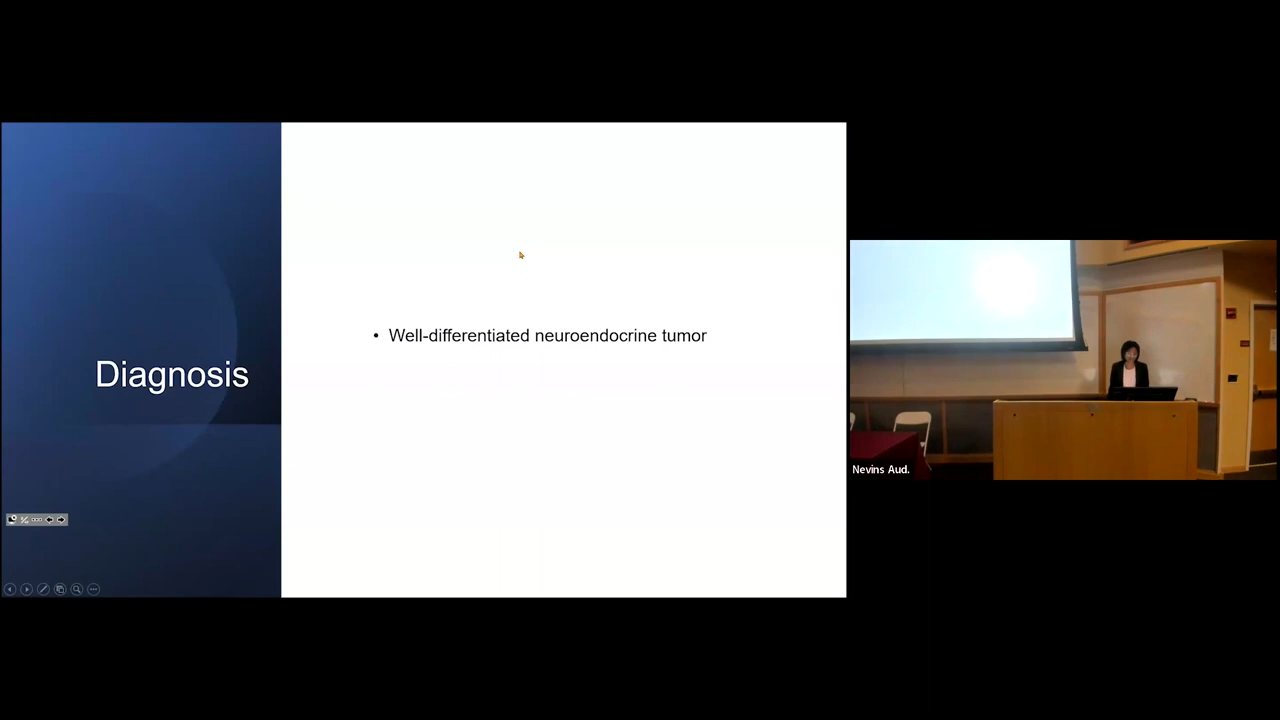 Diagnosis
• Well-differentiated neuroendocrine tumor
Nevins Aud.